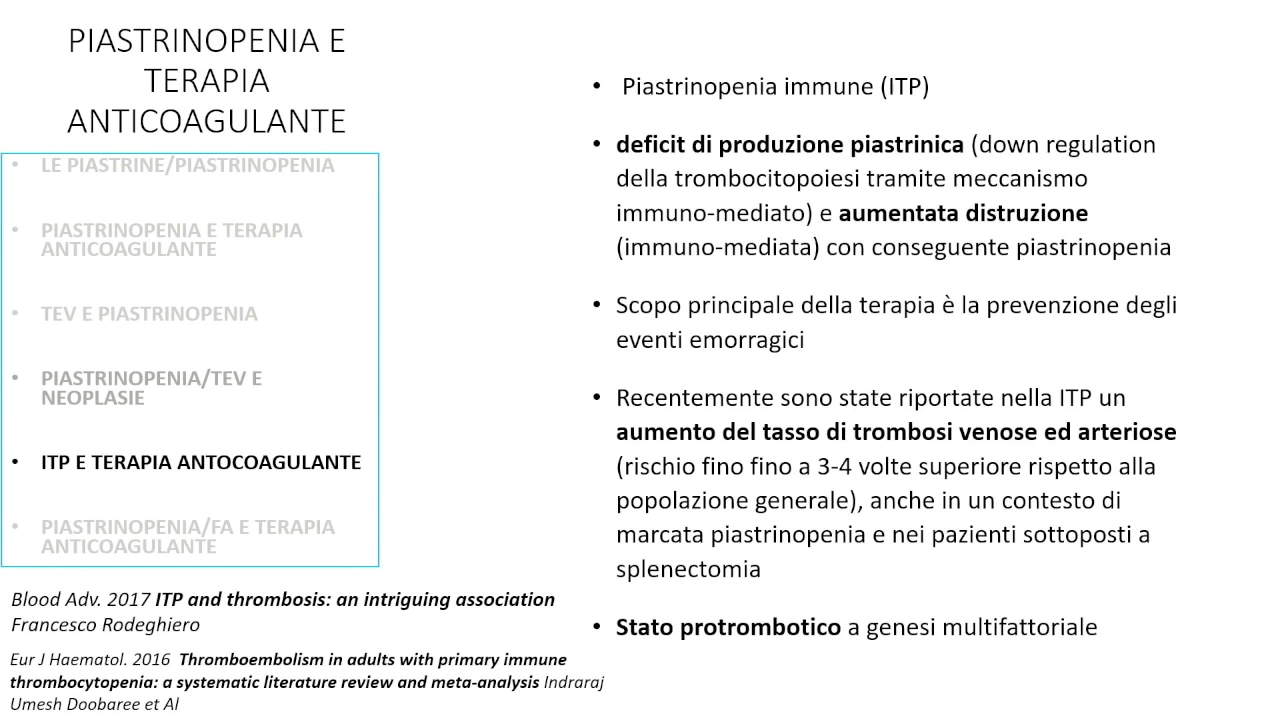 PIASTRINOPENIA E
TERAPIA
ANTICOAGULANTE
• LE PIASTRINE/PIASTRINOPENIA
• PIASTRINOPENIA E TERAPIA
ANTICOAGULANTE
• TEV E PIASTRINOPENIA
• PIASTRINOPENIA/TEV E
NEOPLASIE
• ITP E TERAPIA ANTOCOAGULANTE
• PIASTRINOPENIA/FA E TERAPIA
ANTICOAGULANTE
Blood Adv. 2017 ITP and thrombosis: an intriguing association
Francesco Rodeghiero
Eur J Haematol. 2016 Thromboembolism in adults with primary immune
thrombocytopenia: a systematic literature review and meta-analysis Indraraj
Umesh Doobaree et Al
• Piastrinopenia immune (ITP)
• deficit di produzione piastrinica (down regulation
della trombocitopoiesi tramite meccanismo
immuno-mediato) e aumentata distruzione
(immuno-mediata) con conseguente piastrinopenia
• Scopo principale della terapia è la prevenzione degli
eventi emorragici
• Recentemente sono state riportate nella ITP un
aumento del tasso di trombosi venose ed arteriose
(rischio fino fino a 3-4 volte superiore rispetto alla
popolazione generale), anche in un contesto di
marcata piastrinopenia e nei pazienti sottoposti a
splenectomia
• Stato protrombotico a genesi multifattoriale